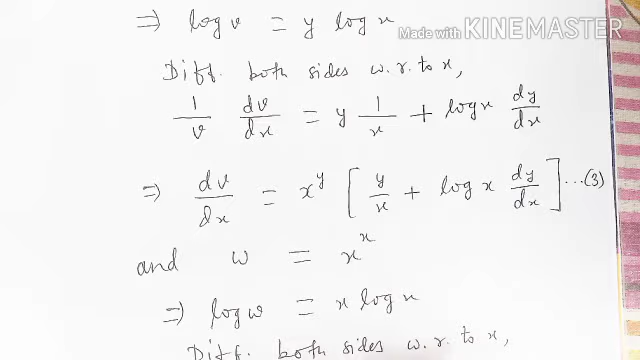 ⇒ log v = y log x
Made with KINEMASTER
Diff. both sides w.r. to x,
1/v dv/dx = y 1/x + log x dy/dx
⇒ dv/dx = x^y [ y/x + log x dy/dx ] ...(3)
and w = x^x
⇒ log w = x log x
Diff. both sides w.r. to x,